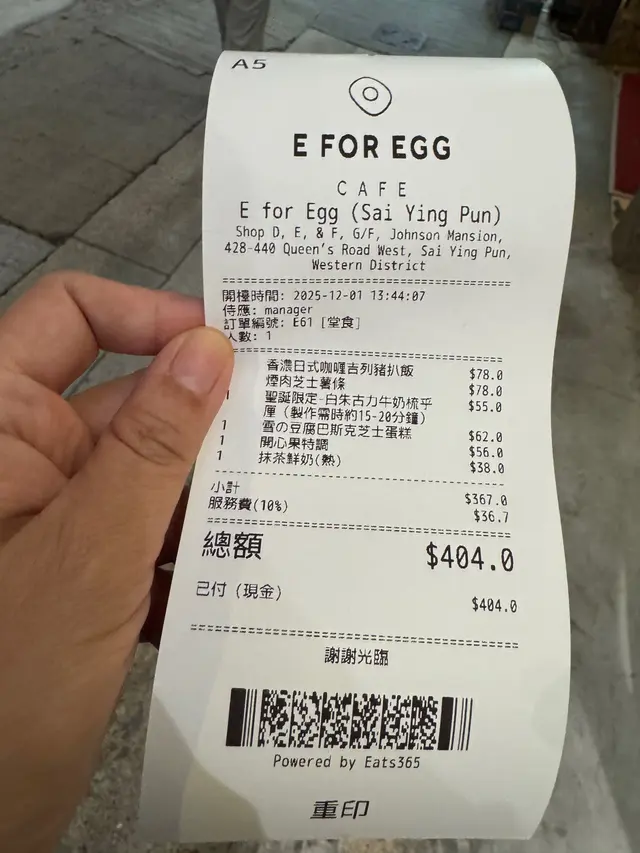 A5
E FOR EGG
CAFE
E for Egg (Sai Ying Pun)
Shop D, E, & F, G/F, Johnson Mansion,
428-440 Queen's Road West, Sai Ying Pun,
Western District
開檯時間: 2025-12-01 13:44:07
侍應: manager
訂單編號: E61 [堂食]
人數: 1
香濃日式咖喱吉列豬扒飯 $78.0
煙肉芝士薯條 $78.0
1 聖誕限定-白朱古力牛奶梳乎 $55.0
厘 (製作需時約15-20分鐘)
1 雪の豆腐巴斯克芝士蛋糕 $62.0
1 開心果特調 $56.0
1 抹茶鮮奶(熱) $38.0
小計 $367.0
服務費(10%) $36.7
總額 $404.0
已付 (現金) $404.0
謝謝光臨
Powered by Eats365
重印